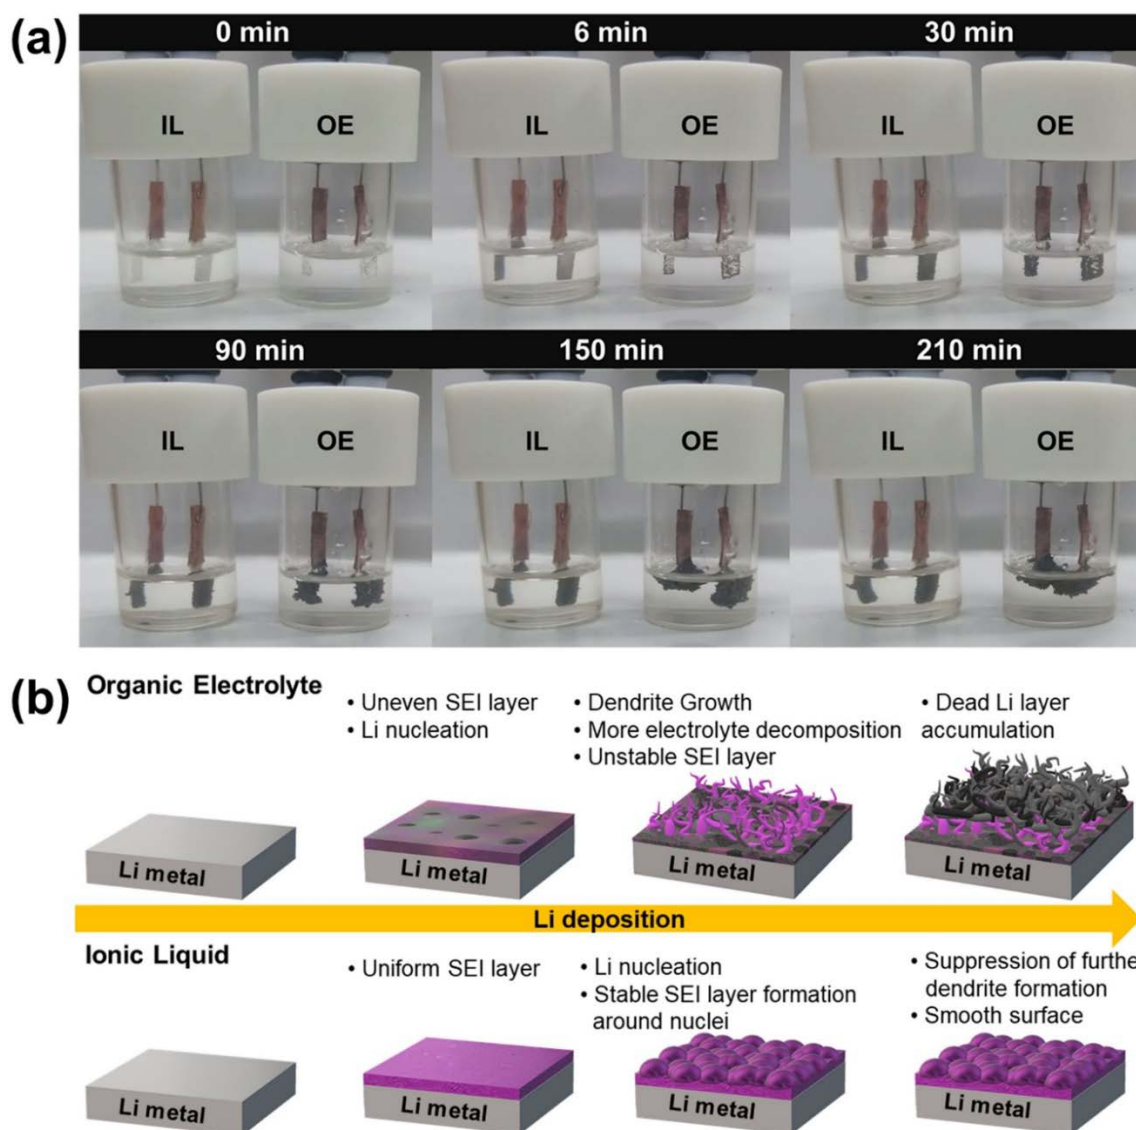 (a)
0 min
6 min
30 min
IL
OE
IL
OE
IL
OE
90 min
150 min
210 min
IL
OE
IL
OE
IL
OE
(b)
Organic Electrolyte
• Uneven SEI layer
• Li nucleation
• Dendrite Growth
• More electrolyte decomposition
• Unstable SEI layer
• Dead Li layer
accumulation
Li metal
Li metal
Li metal
Li metal
Li deposition
Ionic Liquid
• Uniform SEI layer
• Li nucleation
• Stable SEI layer formation
around nuclei
• Suppression of furthe
dendrite formation
• Smooth surface
Li metal
Li metal
Li metal
Li metal